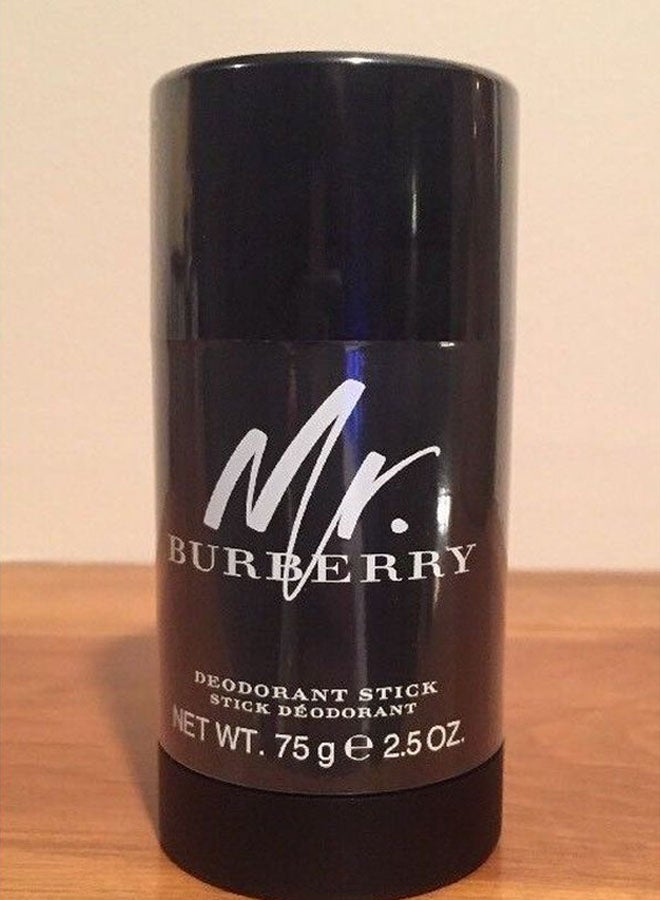 Mr.
BURBERRY
DEODORANT STICK
STICK DÉODORANT
NET WT. 75 g ℮ 2.5 OZ.